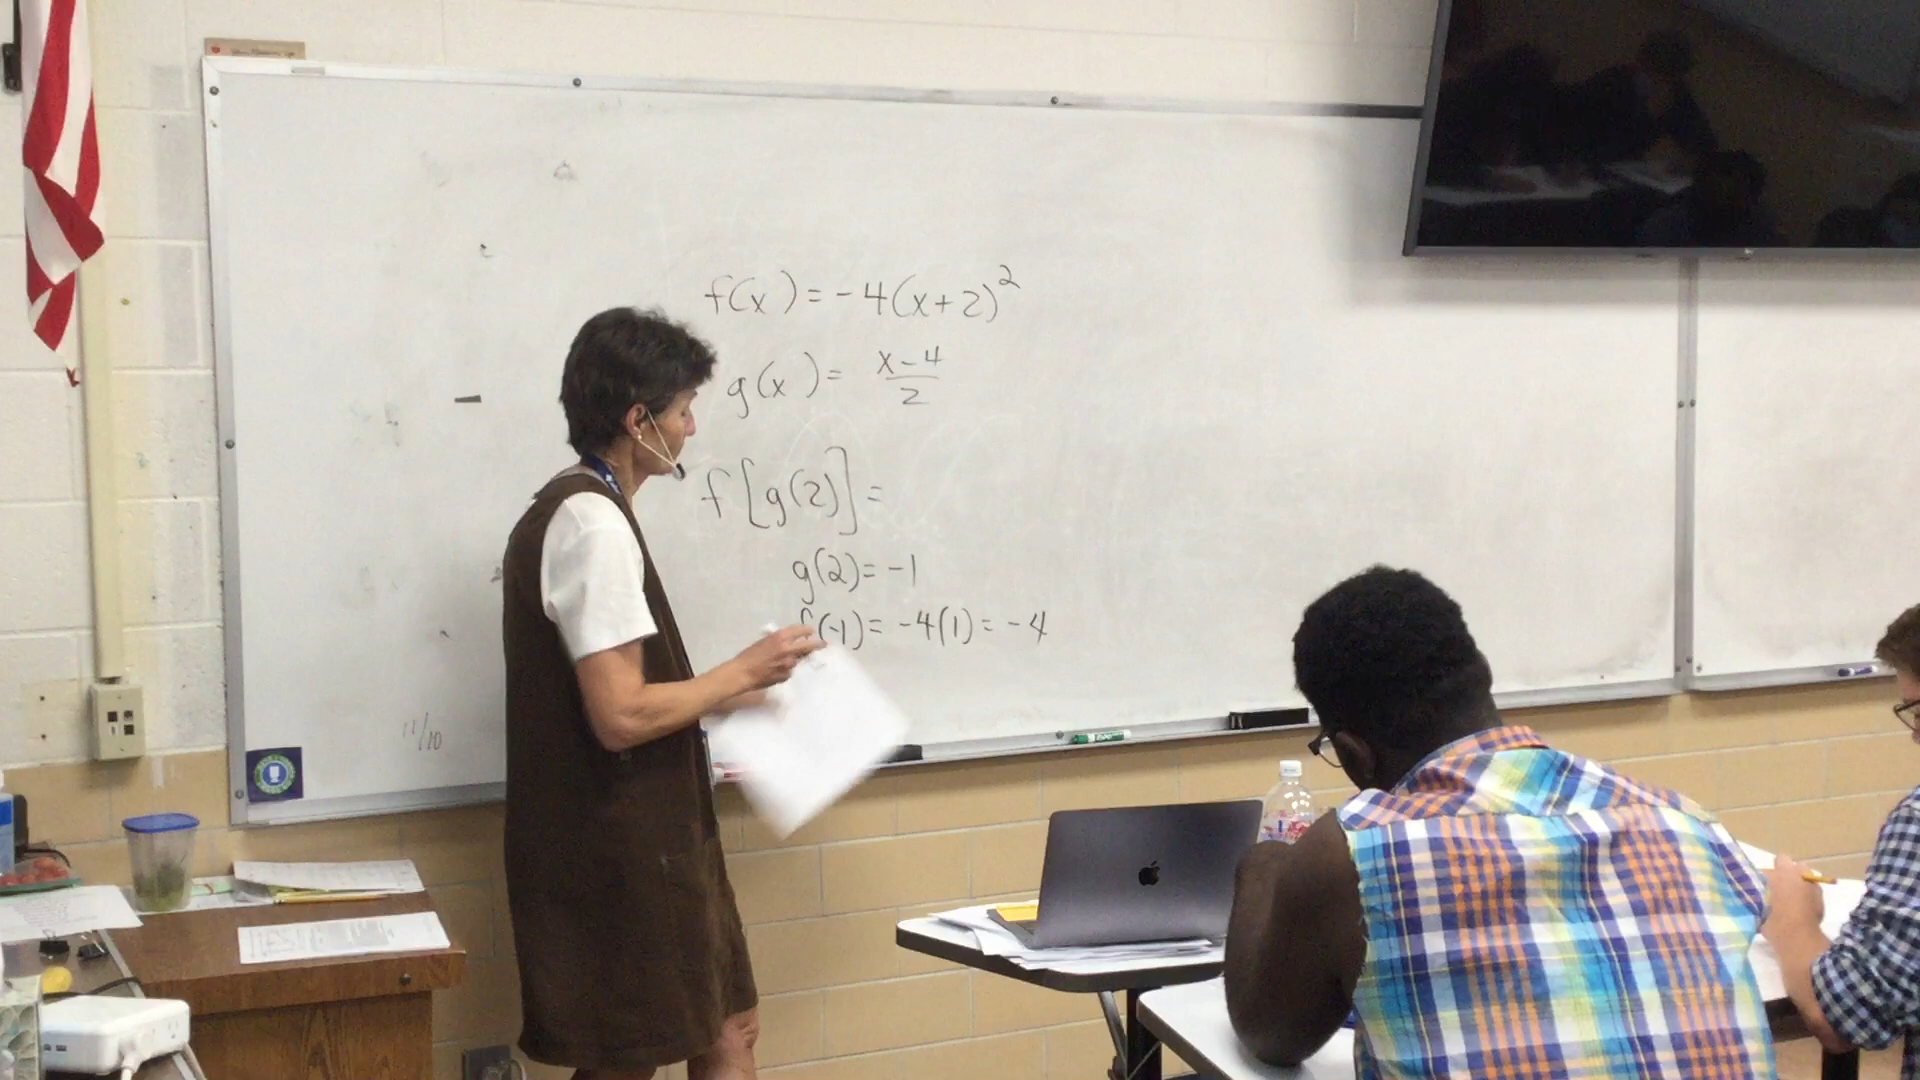 f(x) = -4(x+2)²
g(x) = x-4/2
f[g(2)] =
g(2) = -1
f(-1) = -4(1) = -4
11/10